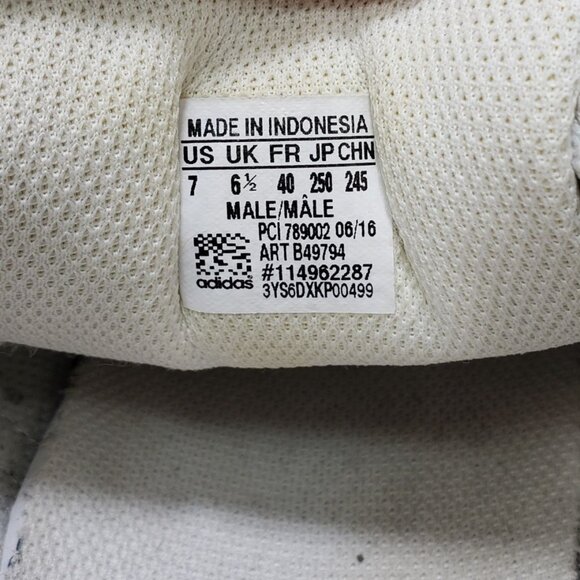 MADE IN INDONESIA
US UK FR JP CHN
7 6½ 40 250 245
MALE/MÂLE
PCI 789002 06/16
ART B49794
#114962287
adidas 3YS6DXKP00499